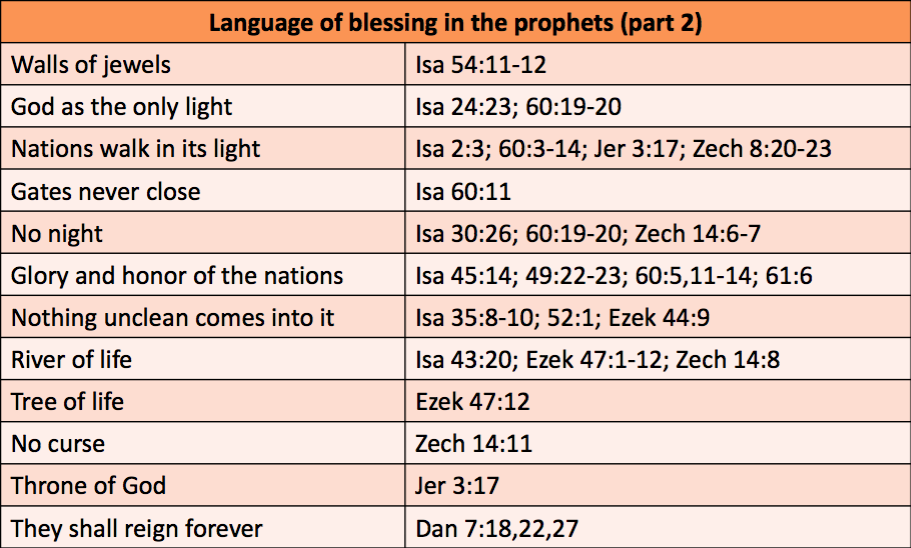 Language of blessing in the prophets (part 2)
Walls of jewels Isa 54:11-12
God as the only light Isa 24:23; 60:19-20
Nations walk in its light Isa 2:3; 60:3-14; Jer 3:17; Zech 8:20-23
Gates never close Isa 60:11
No night Isa 30:26; 60:19-20; Zech 14:6-7
Glory and honor of the nations Isa 45:14; 49:22-23; 60:5,11-14; 61:6
Nothing unclean comes into it Isa 35:8-10; 52:1; Ezek 44:9
River of life Isa 43:20; Ezek 47:1-12; Zech 14:8
Tree of life Ezek 47:12
No curse Zech 14:11
Throne of God Jer 3:17
They shall reign forever Dan 7:18,22,27